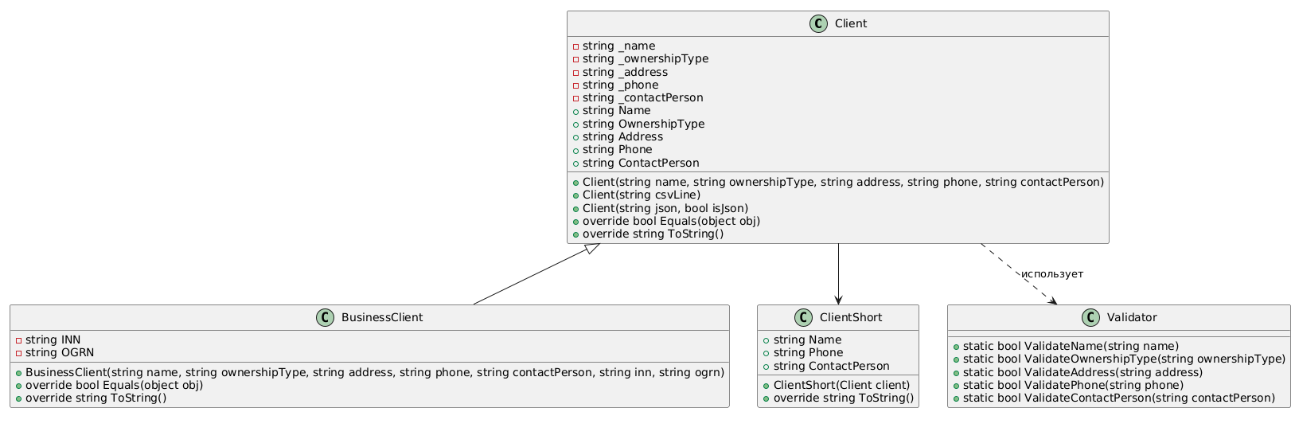 C Client
string _name
string _ownershipType
string _address
string _phone
string _contactPerson
string Name
string OwnershipType
string Address
string Phone
string ContactPerson
Client(string name, string ownershipType, string address, string phone, string contactPerson)
Client(string csvLine)
Client(string json, bool isJson)
override bool Equals(object obj)
override string ToString()
использует
C BusinessClient
string INN
string OGRN
BusinessClient(string name, string ownershipType, string address, string phone, string contactPerson, string inn, string ogrn)
override bool Equals(object obj)
override string ToString()
C ClientShort
string Name
string Phone
string ContactPerson
ClientShort(Client client)
override string ToString()
C Validator
static bool ValidateName(string name)
static bool ValidateOwnershipType(string ownershipType)
static bool ValidateAddress(string address)
static bool ValidatePhone(string phone)
static bool ValidateContactPerson(string contactPerson)